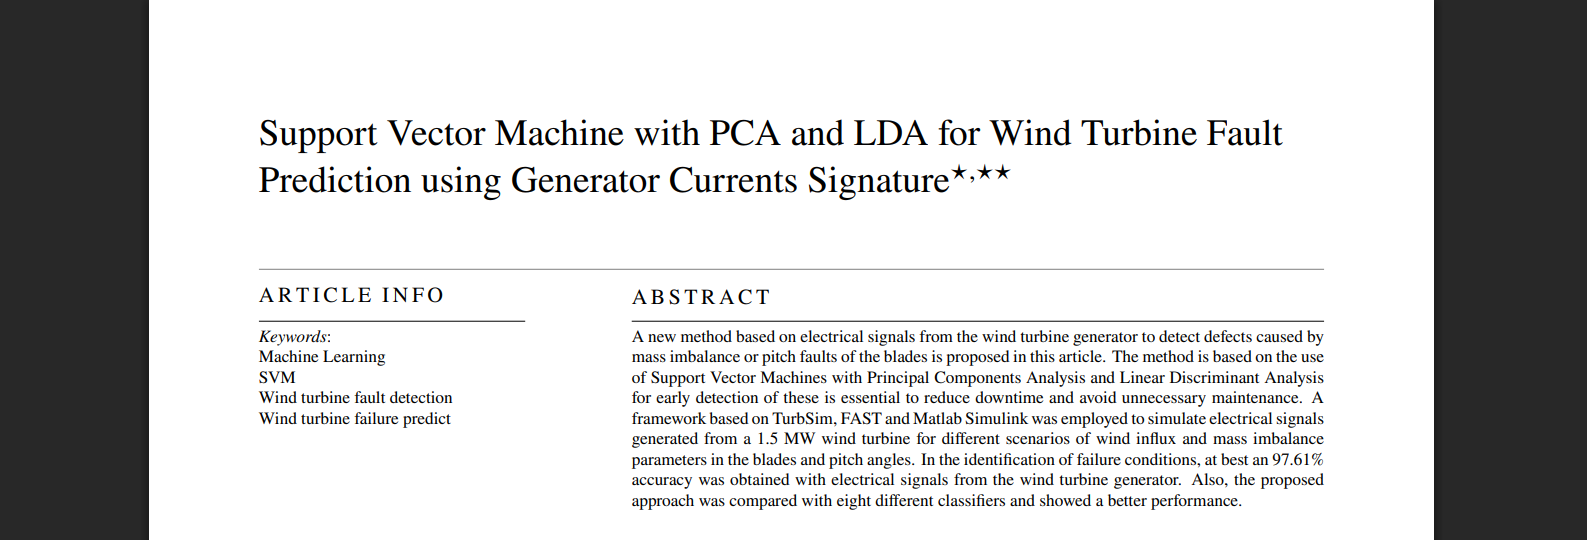 Support Vector Machine with PCA and LDA for Wind Turbine Fault
Prediction using Generator Currents Signature★,★★
ARTICLE INFO
Keywords:
Machine Learning
SVM
Wind turbine fault detection
Wind turbine failure predict
ABSTRACT
A new method based on electrical signals from the wind turbine generator to detect defects caused by
mass imbalance or pitch faults of the blades is proposed in this article. The method is based on the use
of Support Vector Machines with Principal Components Analysis and Linear Discriminant Analysis
for early detection of these is essential to reduce downtime and avoid unnecessary maintenance. A
framework based on TurbSim, FAST and Matlab Simulink was employed to simulate electrical signals
generated from a 1.5 MW wind turbine for different scenarios of wind influx and mass imbalance
parameters in the blades and pitch angles. In the identification of failure conditions, at best an 97.61%
accuracy was obtained with electrical signals from the wind turbine generator. Also, the proposed
approach was compared with eight different classifiers and showed a better performance.